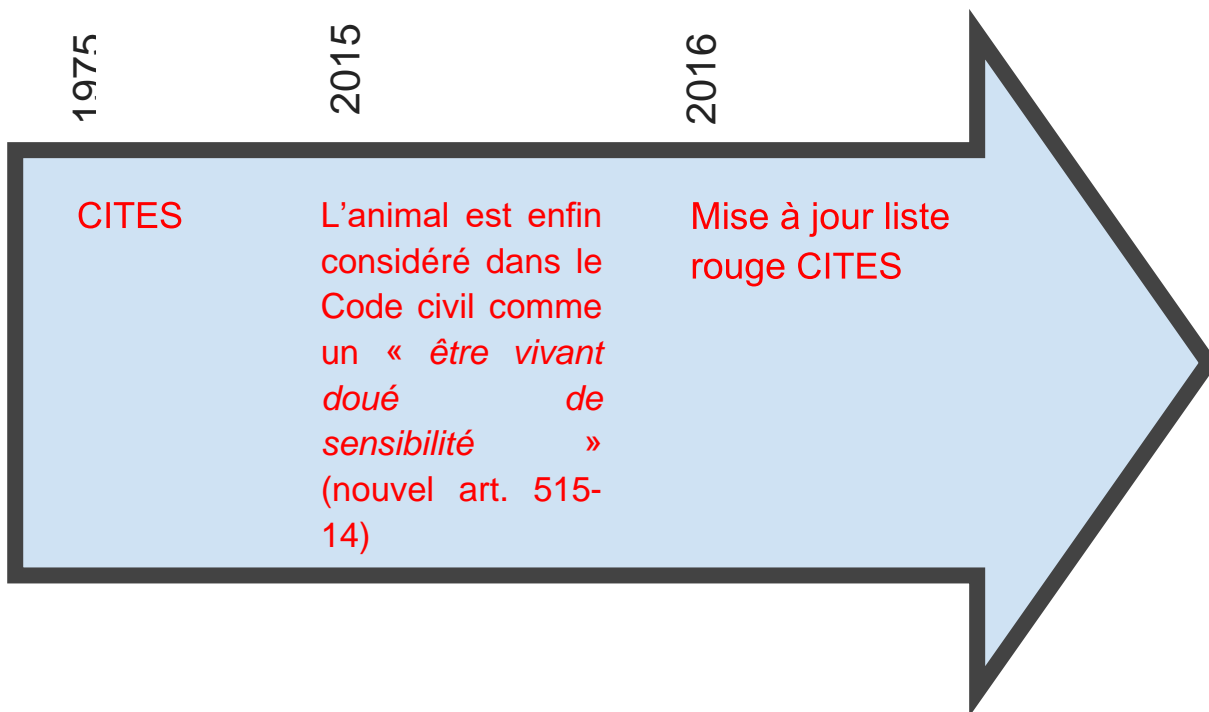 1975
2015
2016
CITES
L’animal est enfin
considéré dans le
Code civil comme
un « être vivant
doué de
sensibilité »
(nouvel art. 515-
14)
Mise à jour liste
rouge CITES